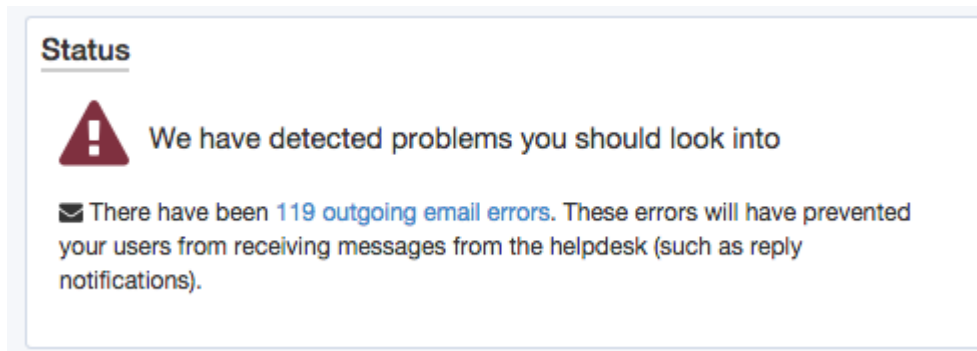 Status
We have detected problems you should look into
There have been 119 outgoing email errors. These errors will have prevented
your users from receiving messages from the helpdesk (such as reply
notifications).